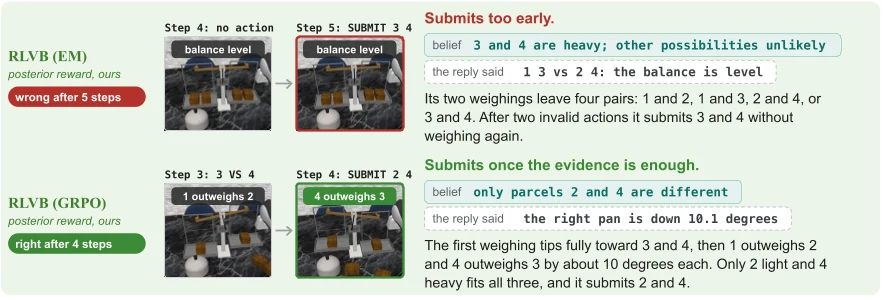 RLVB (EM)
posterior reward, ours
wrong after 5 steps
Step 4: no action
balance level
Step 5: SUBMIT 3 4
balance level
Submits too early.
belief 3 and 4 are heavy; other possibilities unlikely
the reply said 1 3 vs 2 4: the balance is level
Its two weighings leave four pairs: 1 and 2, 1 and 3, 2 and 4, or
3 and 4. After two invalid actions it submits 3 and 4 without
weighing again.
RLVB (GRPO)
posterior reward, ours
right after 4 steps
Step 3: 3 VS 4
1 outweighs 2
Step 4: SUBMIT 2 4
4 outweighs 3
Submits once the evidence is enough.
belief only parcels 2 and 4 are different
the reply said the right pan is down 10.1 degrees
The first weighing tips fully toward 3 and 4, then 1 outweighs 2
and 4 outweighs 3 by about 10 degrees each. Only 2 light and 4
heavy fits all three, and it submits 2 and 4.